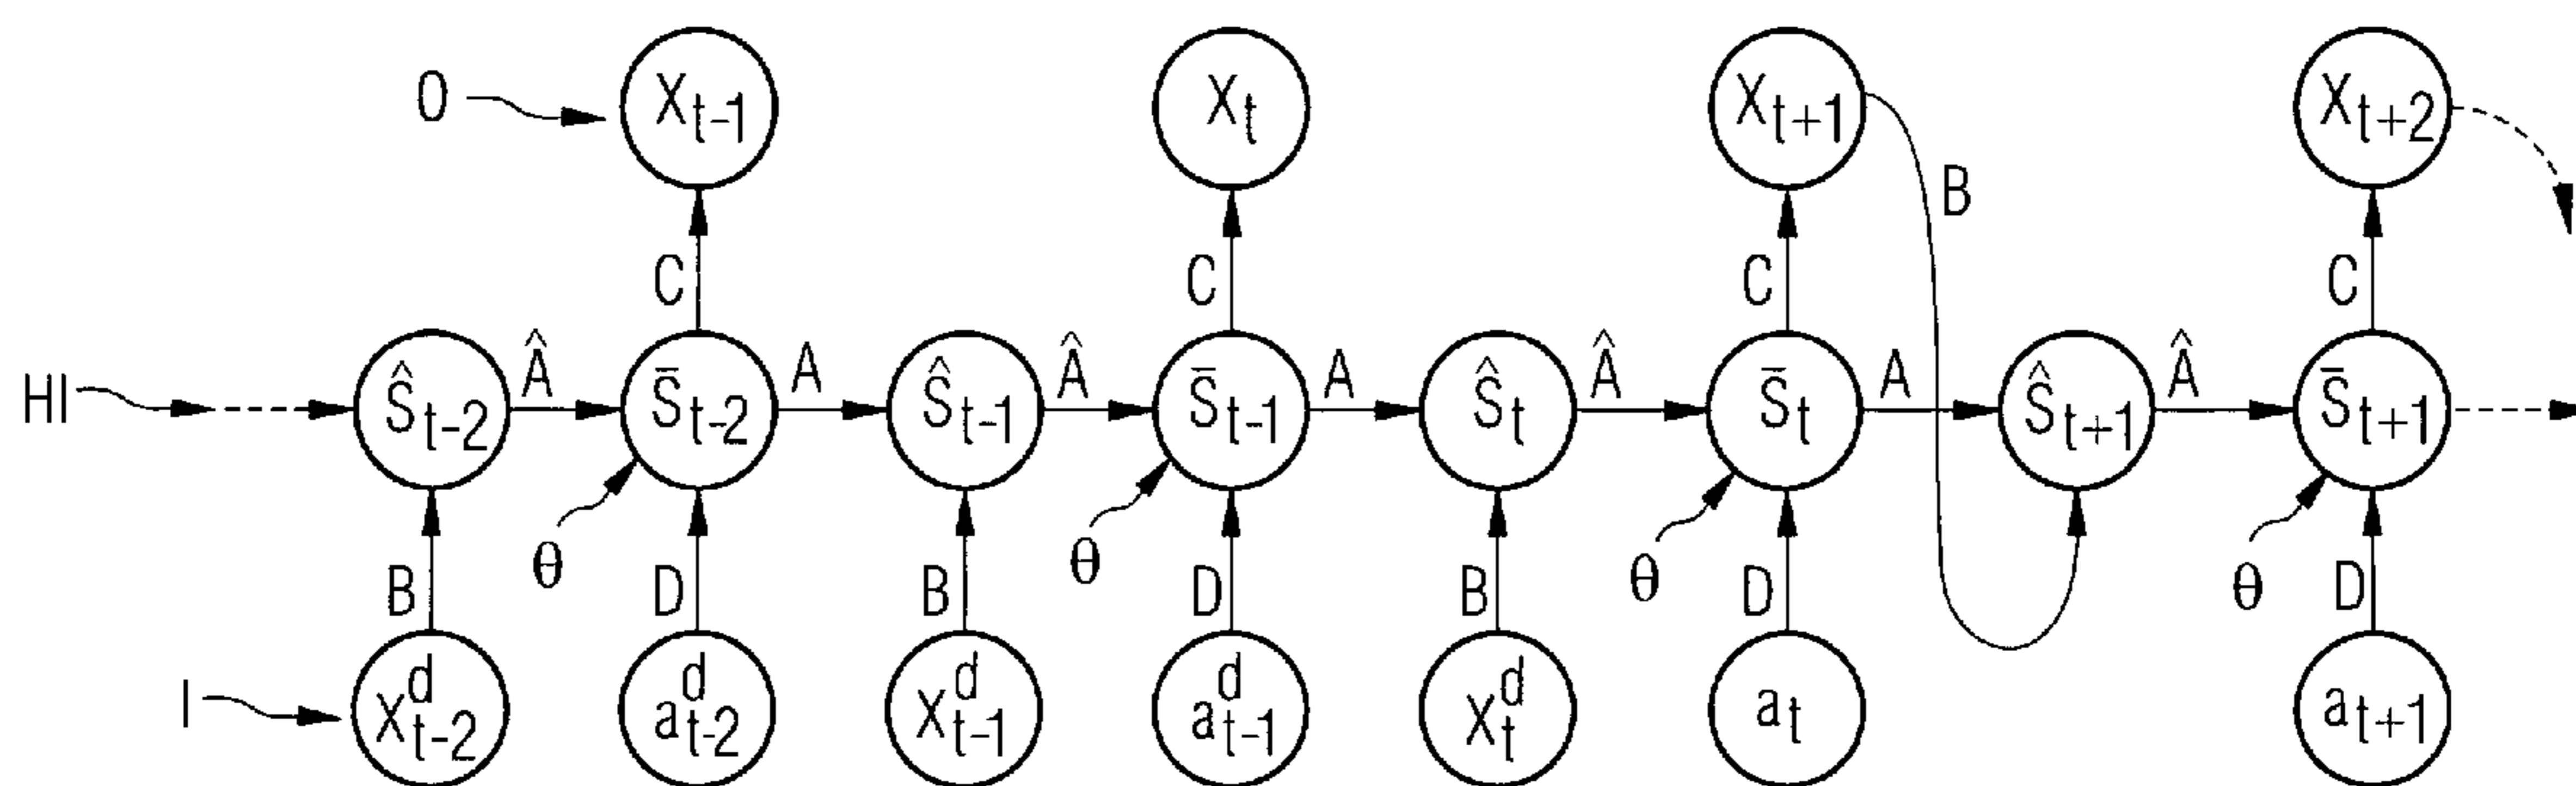 O X_{t-1} X_t X_{t+1} X_{t+2}
B
C C C C
HI Ŝ_{t-2} Â S̄_{t-2} A Ŝ_{t-1} Â S̄_{t-1} A Ŝ_t Â S̄_t A Ŝ_{t+1} Â S̄_{t+1}
B θ D B θ D B θ D θ D
I x^d_{t-2} a^d_{t-2} x^d_{t-1} a^d_{t-1} x^d_t a_t a_{t+1}